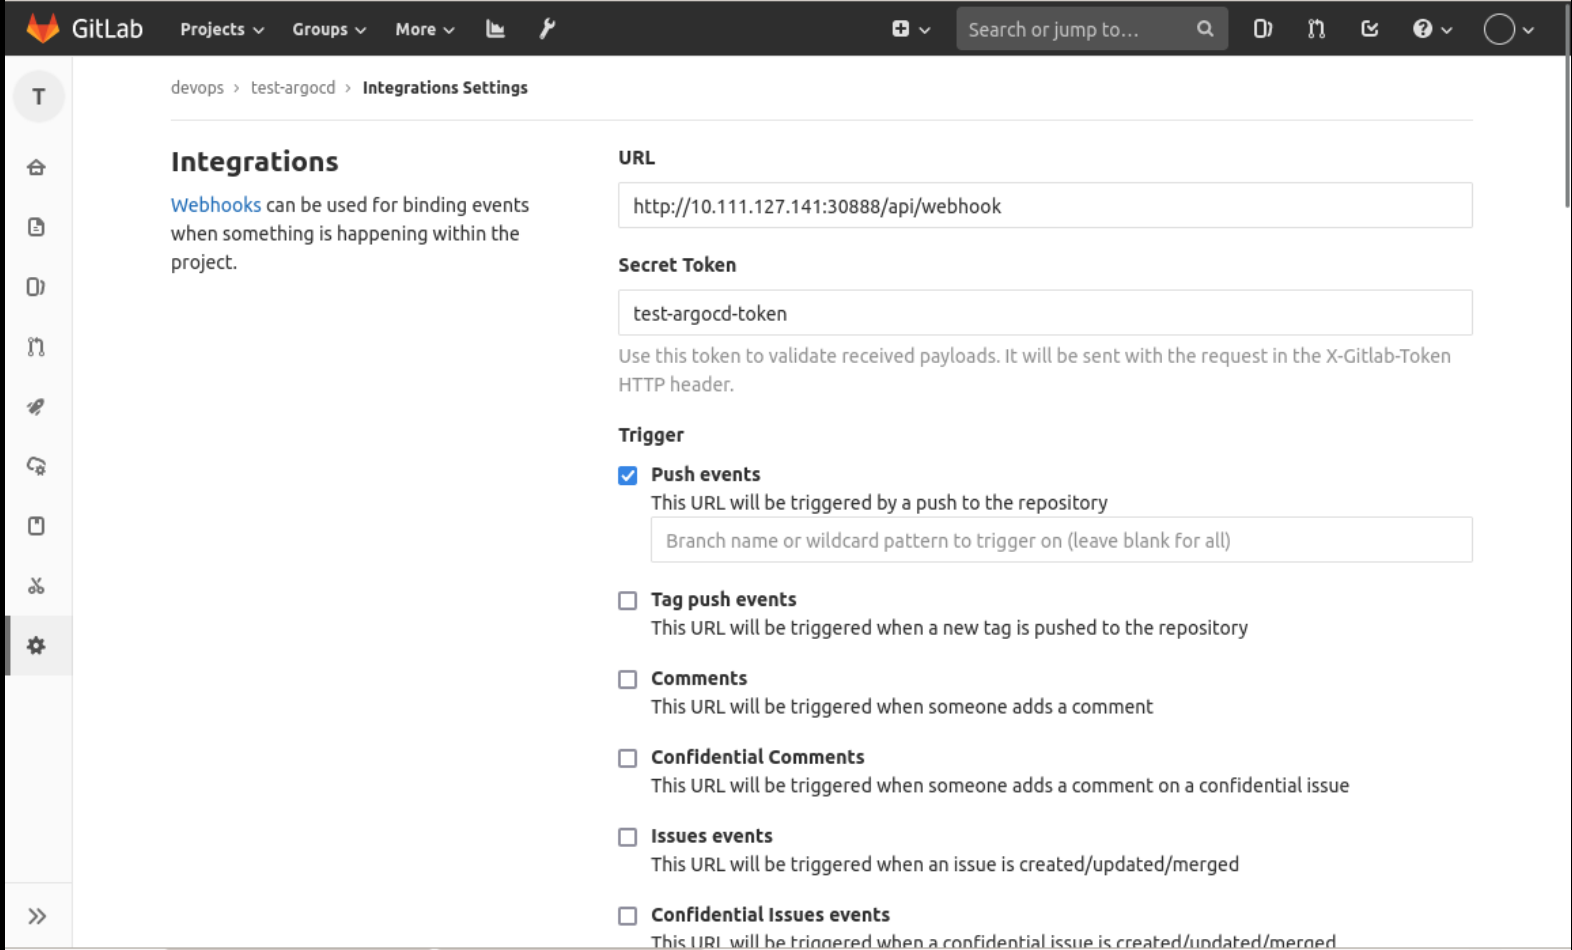 GitLab Projects Groups More Search or jump to...
T
devops › test-argocd › Integrations Settings
Integrations
Webhooks can be used for binding events
when something is happening within the
project.
URL
http://10.111.127.141:30888/api/webhook
Secret Token
test-argocd-token
Use this token to validate received payloads. It will be sent with the request in the X-Gitlab-Token
HTTP header.
Trigger
Push events
This URL will be triggered by a push to the repository
Branch name or wildcard pattern to trigger on (leave blank for all)
Tag push events
This URL will be triggered when a new tag is pushed to the repository
Comments
This URL will be triggered when someone adds a comment
Confidential Comments
This URL will be triggered when someone adds a comment on a confidential issue
Issues events
This URL will be triggered when an issue is created/updated/merged
Confidential Issues events
This URL will be triggered when a confidential issue is created/updated/merged